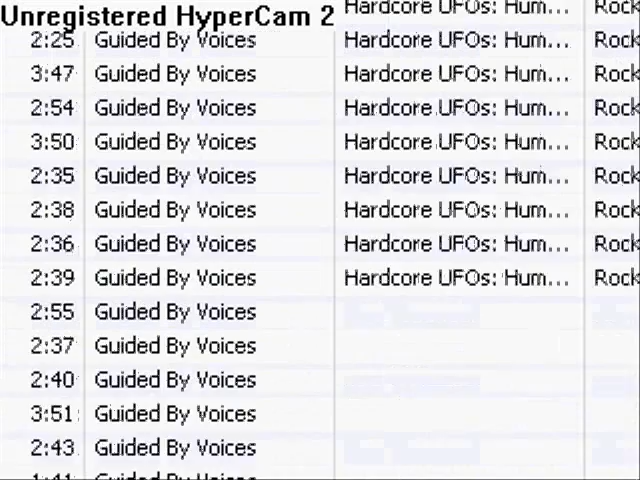 Hardcore UFOs: Hum... Rock
Unregistered HyperCam 2
2:25 Guided By Voices
3:47 Guided By Voices Hardcore UFOs: Hum... Rock
2:54 Guided By Voices Hardcore UFOs: Hum... Rock
3:50 Guided By Voices Hardcore UFOs: Hum... Rock
2:35 Guided By Voices Hardcore UFOs: Hum... Rock
2:38 Guided By Voices Hardcore UFOs: Hum... Rock
2:36 Guided By Voices Hardcore UFOs: Hum... Rock
2:39 Guided By Voices Hardcore UFOs: Hum... Rock
2:55 Guided By Voices
2:37 Guided By Voices
2:40 Guided By Voices
3:51 Guided By Voices
2:43 Guided By Voices
1:41 Guided By Voices